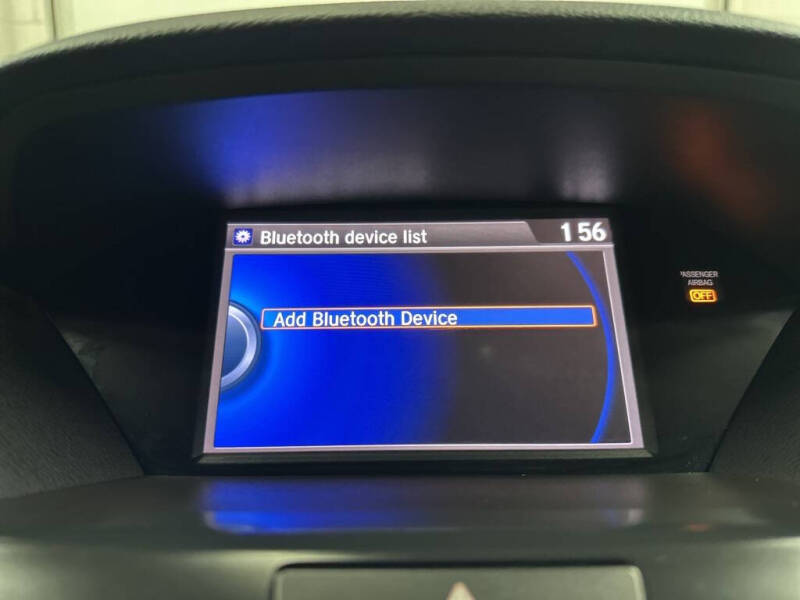 Bluetooth device list
1 56
Add Bluetooth Device
PASSENGER
AIRBAG
OFF